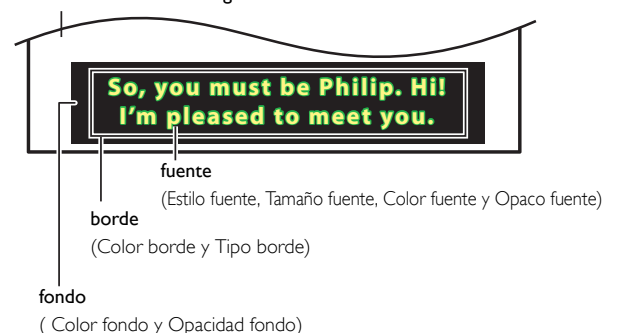 So, you must be Philip. Hi!
I'm pleased to meet you.
fuente
(Estilo fuente, Tamaño fuente, Color fuente y Opaco fuente)
borde
(Color borde y Tipo borde)
fondo
( Color fondo y Opacidad fondo)